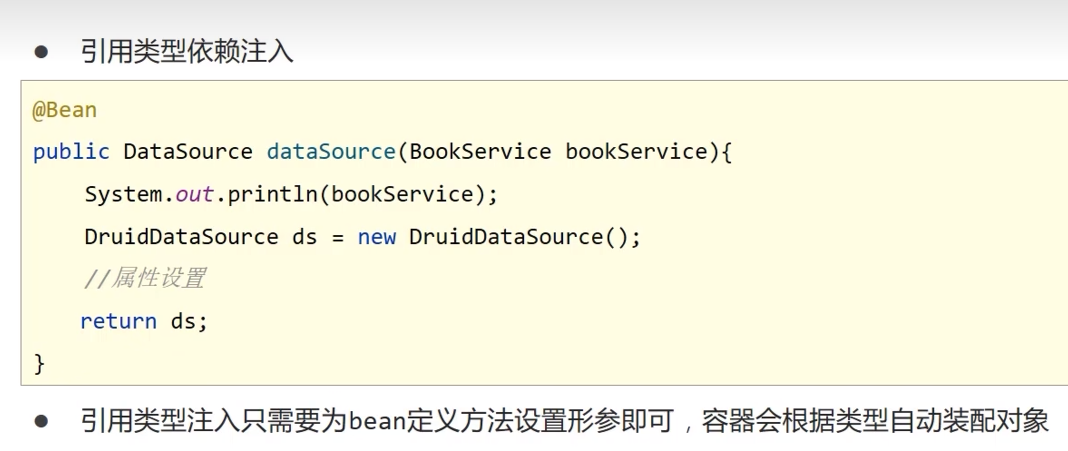 ● 引用类型依赖注入
@Bean
public DataSource dataSource(BookService bookService){
    System.out.println(bookService);
    DruidDataSource ds = new DruidDataSource();
    //属性设置
    return ds;
}
● 引用类型注入只需要为bean定义方法设置形参即可，容器会根据类型自动装配对象